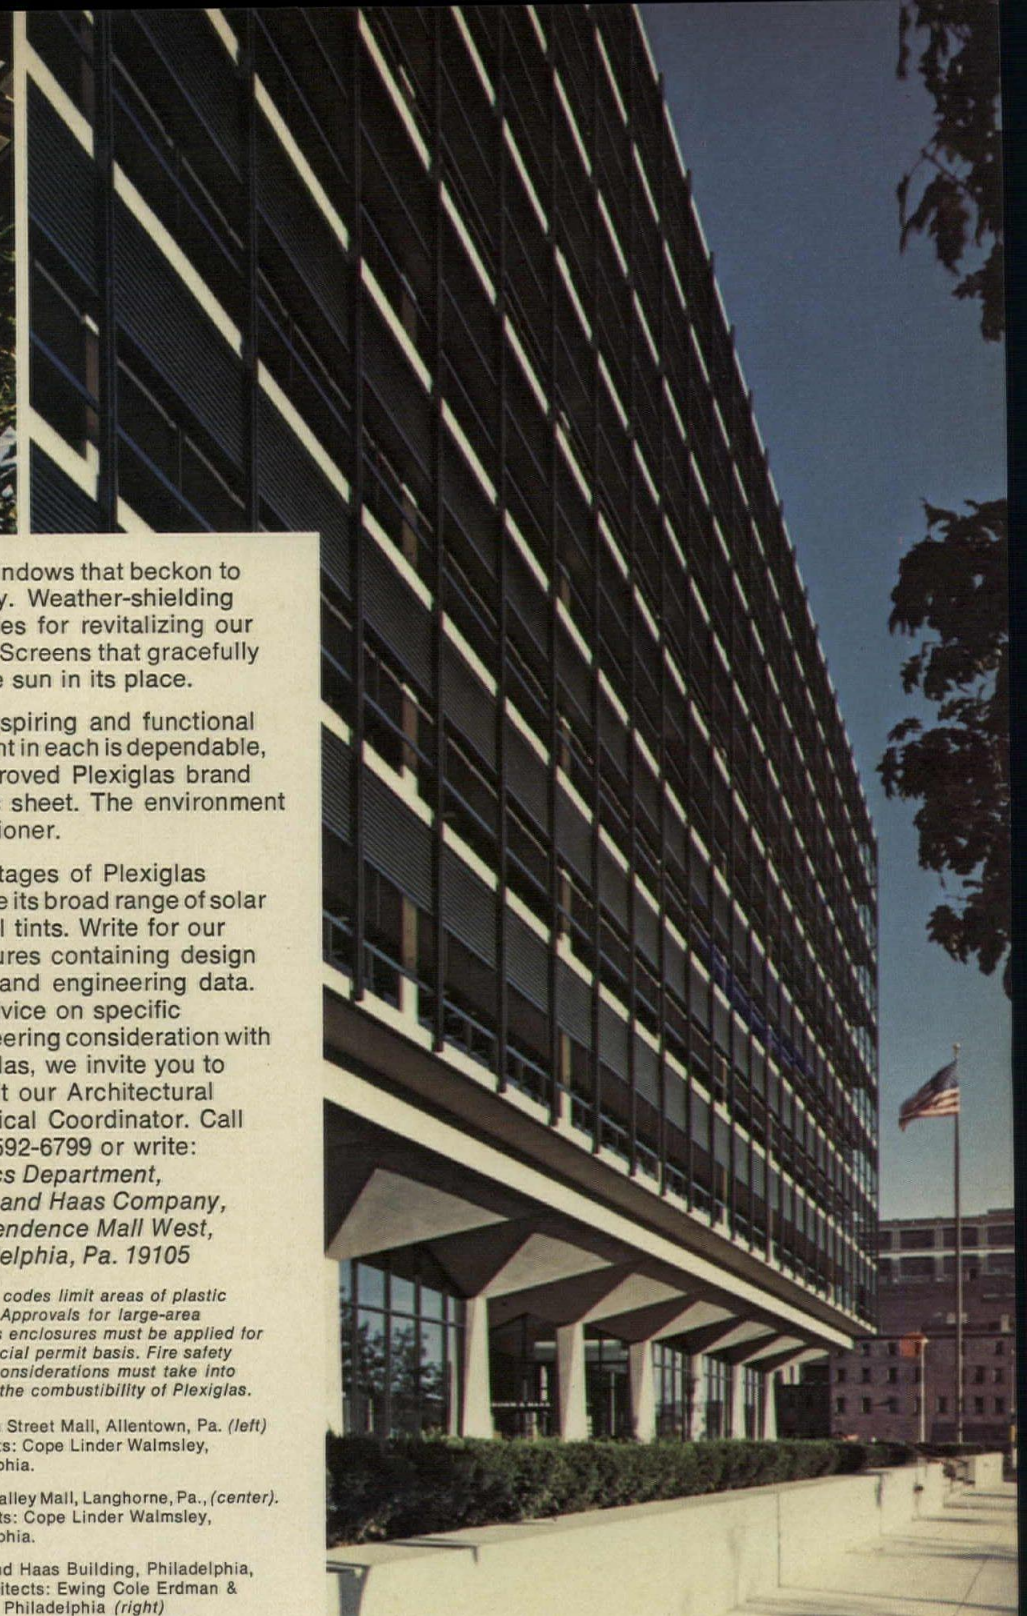 ndows that beckon to
y. Weather-shielding
es for revitalizing our
Screens that gracefully
e sun in its place.
spiring and functional
nt in each is dependable,
roved Plexiglas brand
c sheet. The environment
ioner.
tages of Plexiglas
e its broad range of solar
l tints. Write for our
ures containing design
and engineering data.
vice on specific
eering consideration with
las, we invite you to
t our Architectural
ical Coordinator. Call
592-6799 or write:
cs Department,
and Haas Company,
endence Mall West,
elphia, Pa. 19105
codes limit areas of plastic
Approvals for large-area
s enclosures must be applied for
cial permit basis. Fire safety
onsiderations must take into
the combustibility of Plexiglas.
Street Mall, Allentown, Pa. (left)
ts: Cope Linder Walmsley,
phia.
alley Mall, Langhorne, Pa., (center).
ts: Cope Linder Walmsley,
phia.
nd Haas Building, Philadelphia,
itects: Ewing Cole Erdman &
Philadelphia (right)